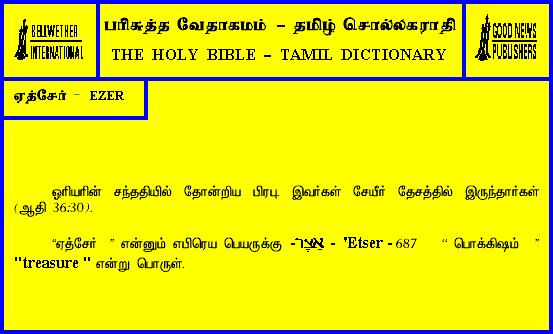 BELLWETHER
INTERNATIONAL
பரிசுத்த வேதாகமம் - தமிழ் சொல்லகராதி
THE HOLY BIBLE - TAMIL DICTIONARY
GOOD NEWS
PUBLISHERS
ஏத்சேர் - EZER
ஓரியரின் சந்ததியில் தோன்றிய பிரபு. இவர்கள் சேயீர் தேசத்தில் இருந்தார்கள்
(ஆதி 36:30).
“ஏத்சேர் ” என்னும் எபிரெய பெயருக்கு - - 'Etser - 687 “ பொக்கிஷம் ”
"treasure " என்று பொருள்.